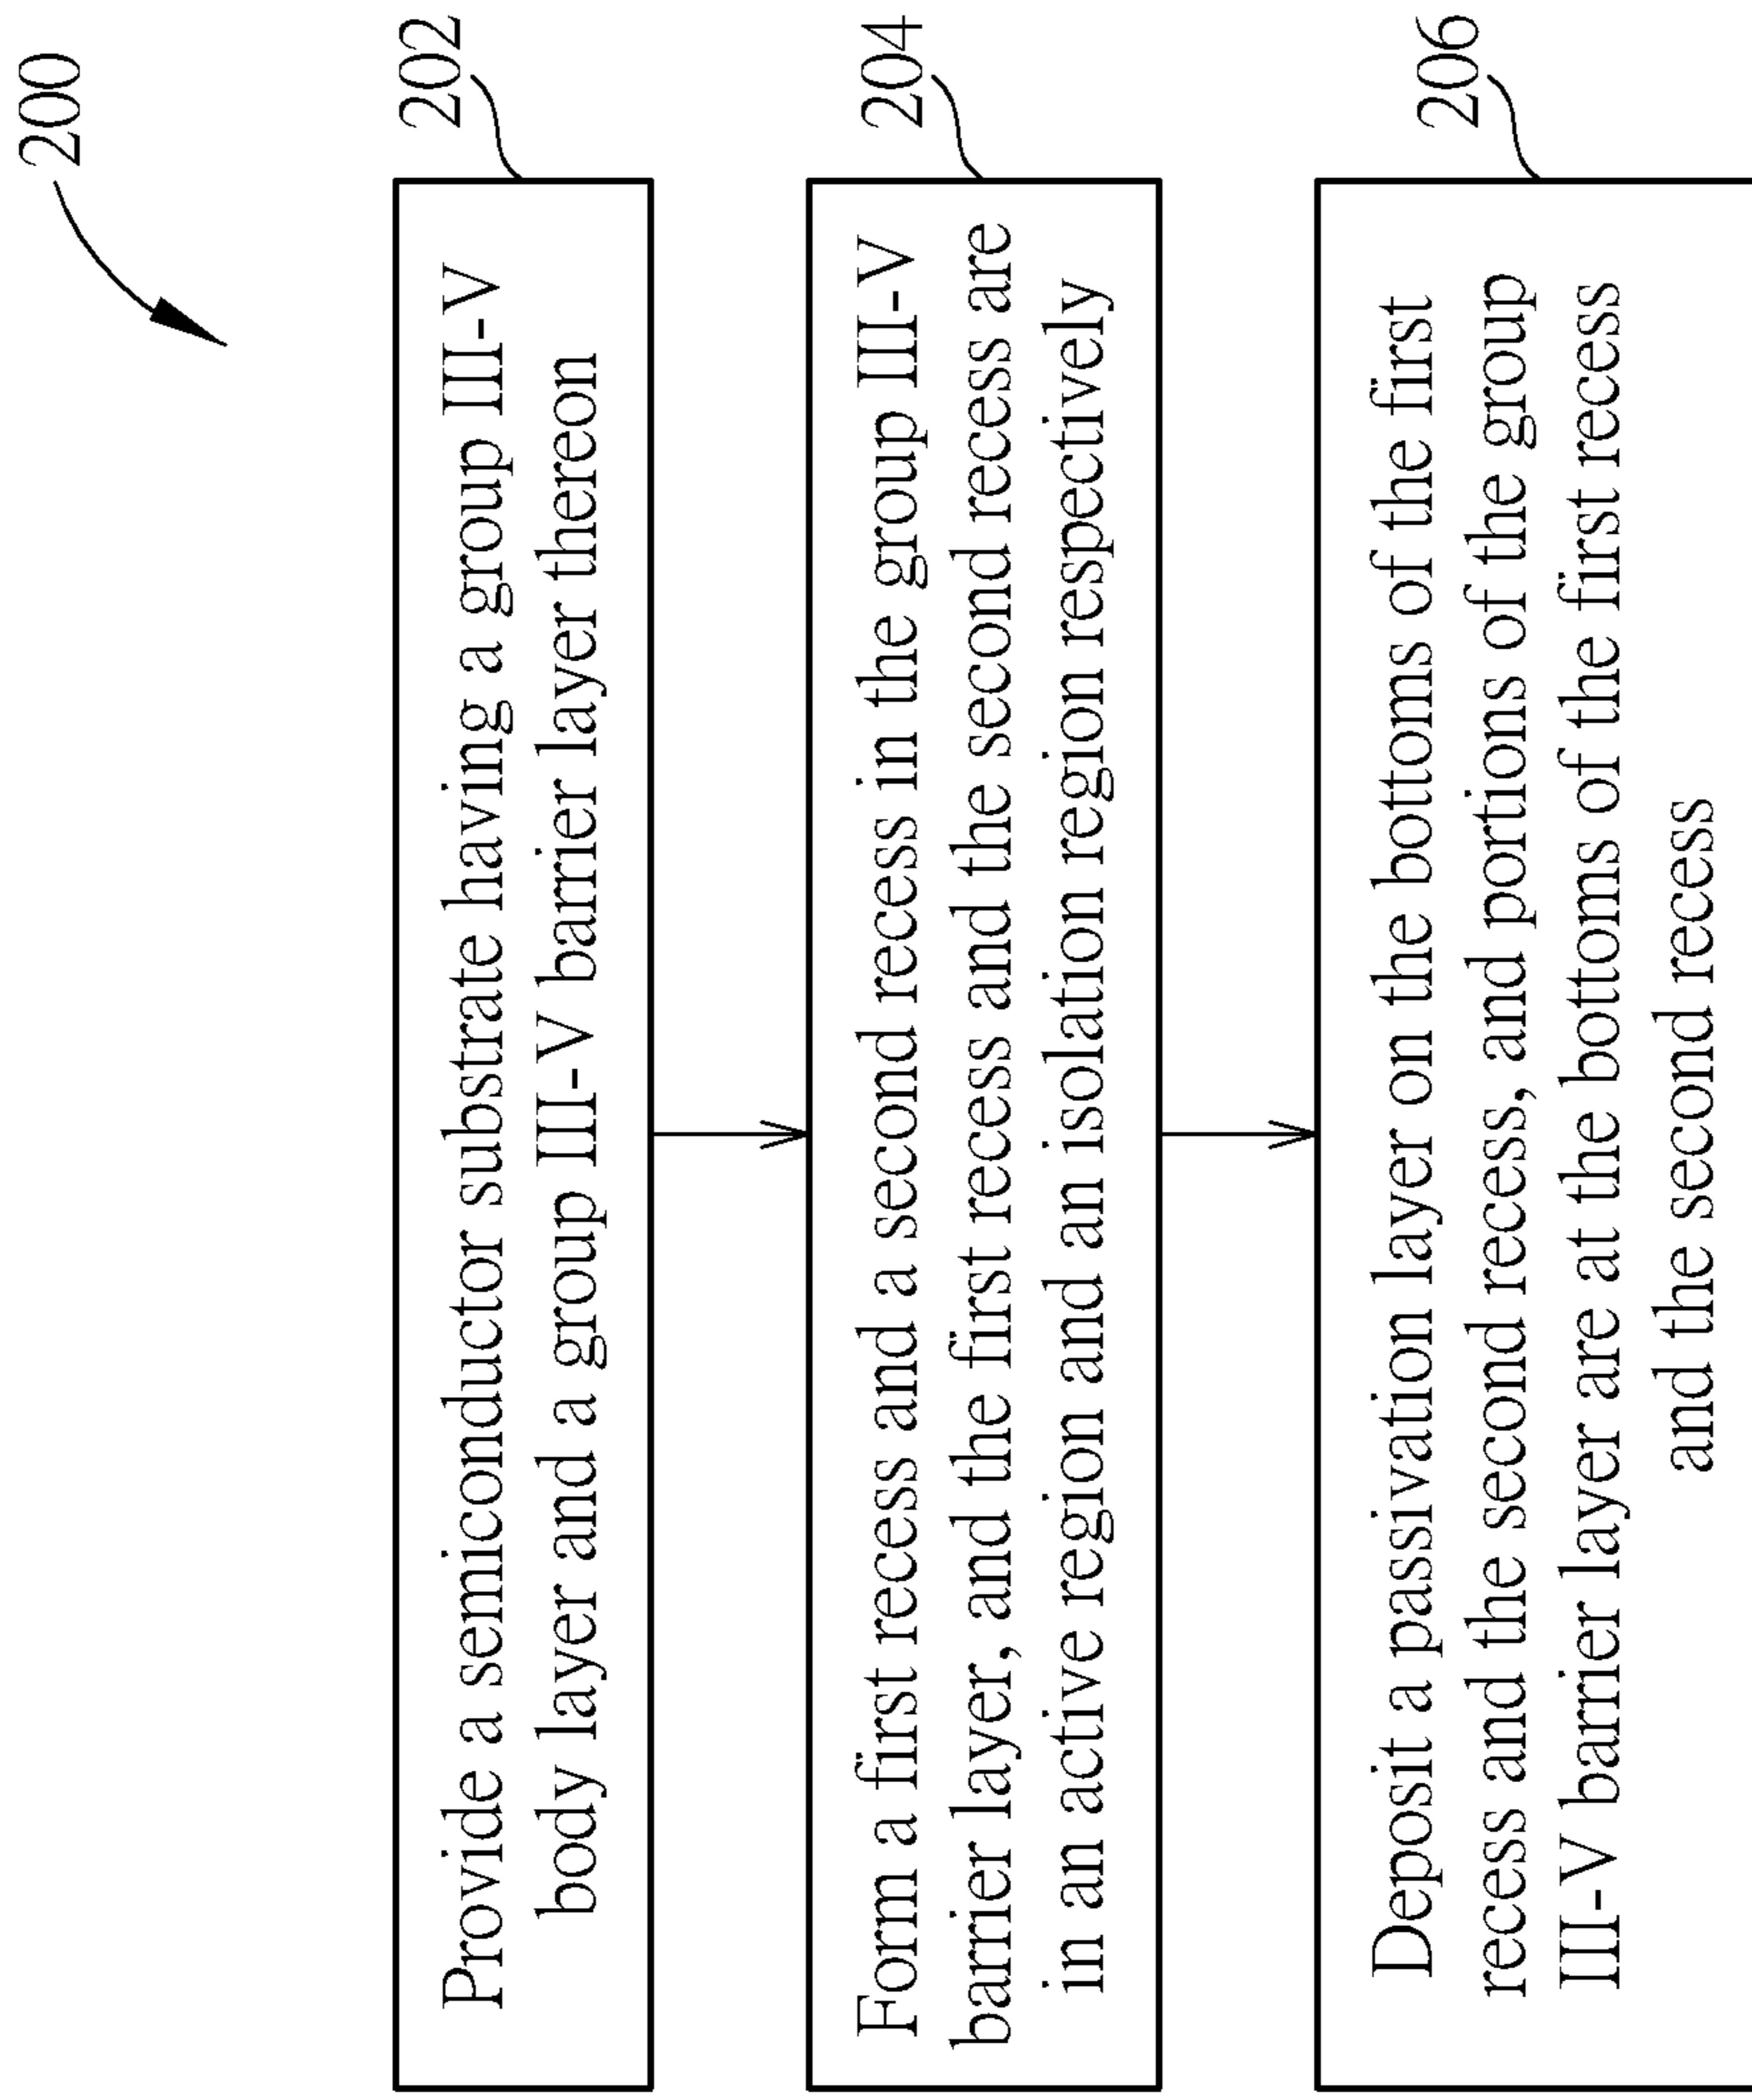 200
202
Provide a semiconductor substrate having a group III-V
body layer and a group III-V barrier layer thereon
204
Form a first recess and a second recess in the group III-V
barrier layer, and the first recess and the second recess are
in an active region and an isolation region respectively
206
Deposit a passivation layer on the bottoms of the first
recess and the second recess, and portions of the group
III-V barrier layer are at the bottoms of the first recess
and the second recess